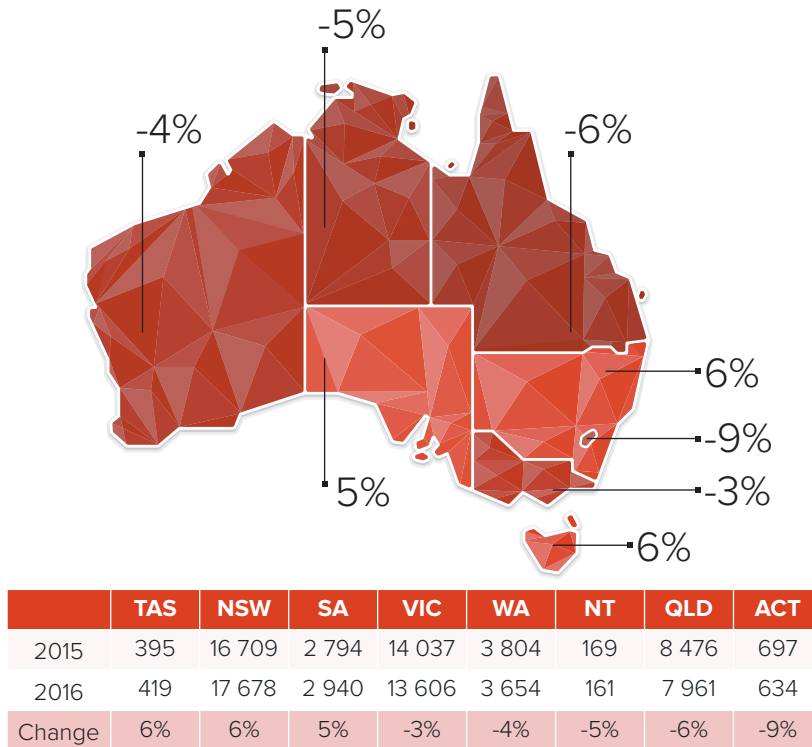 -5%
-4%
-6%
6%
-9%
-3%
5%
6%
TAS NSW SA VIC WA NT QLD ACT
2015 395 16 709 2 794 14 037 3 804 169 8 476 697
2016 419 17 678 2 940 13 606 3 654 161 7 961 634
Change 6% 6% 5% -3% -4% -5% -6% -9%